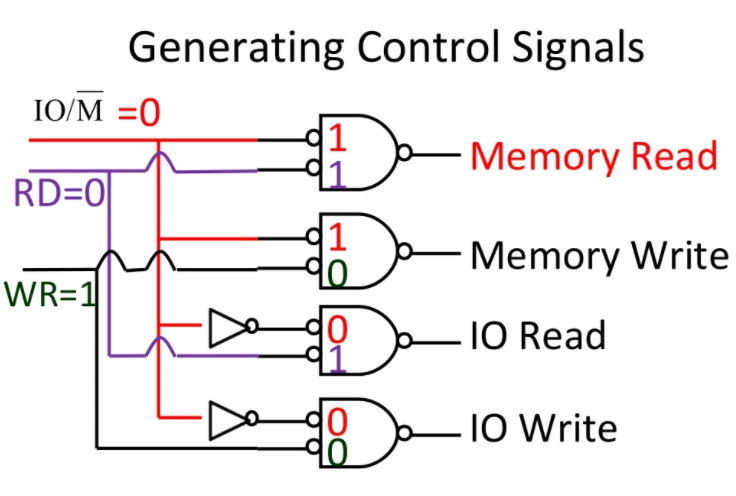 Generating Control Signals
IO/M̅ =0
1
Memory Read
1
RD=0
1
Memory Write
0
WR=1
0
IO Read
1
0
IO Write
0